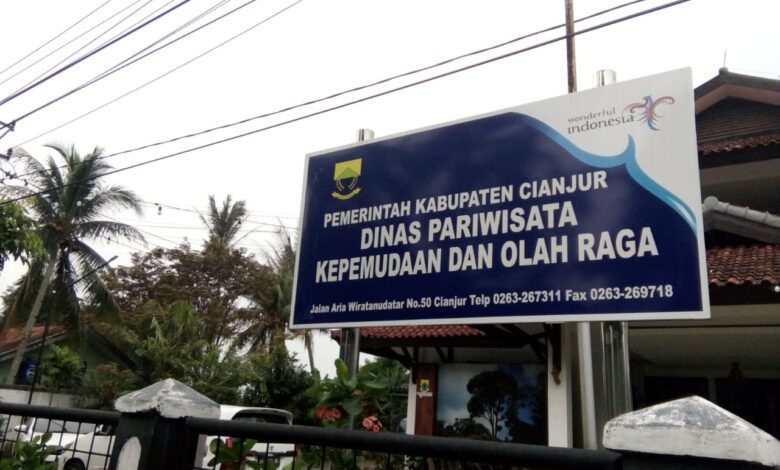 wonderful
indonesia
PEMERINTAH KABUPATEN CIANJUR
DINAS PARIWISATA
KEPEMUDAAN DAN OLAH RAGA
Jalan Aria Wiratanudatar No.50 Cianjur Telp 0263-267311 Fax 0263-269718